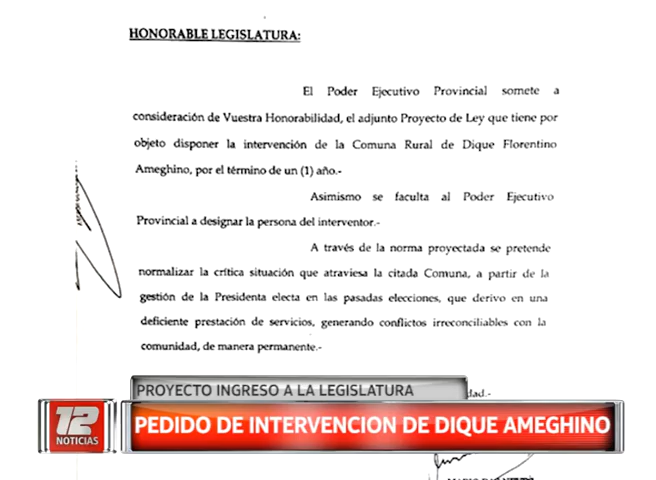 HONORABLE LEGISLATURA:
El Poder Ejecutivo Provincial somete a
consideración de Vuestra Honorabilidad, el adjunto Proyecto de Ley que tiene por
objeto disponer la intervención de la Comuna Rural de Dique Florentino
Ameghino, por el término de un (1) año.-
Asimismo se faculta al Poder Ejecutivo
Provincial a designar la persona del interventor.-
A través de la norma proyectada se pretende
normalizar la crítica situación que atraviesa la citada Comuna, a partir de la
gestión de la Presidenta electa en las pasadas elecciones, que derivo en una
deficiente prestación de servicios, generando conflictos irreconciliables con la
comunidad, de manera permanente.-
PROYECTO INGRESO A LA LEGISLATURA
dad.-
12
NOTICIAS
PEDIDO DE INTERVENCION DE DIQUE AMEGHINO